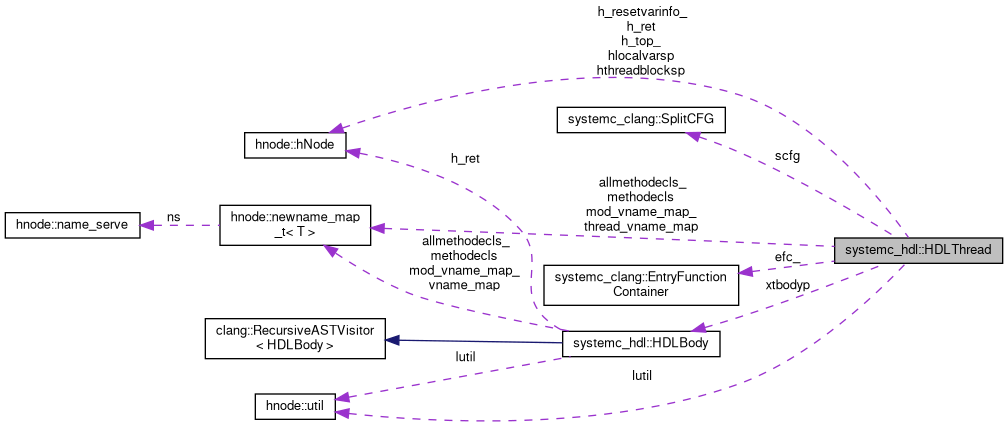 h_resetvarinfo_
h_ret
h_top_
hlocalvarsp
hthreadblocksp
systemc_clang::SplitCFG
hnode::hNode
scfg
h_ret
allmethodecls_
methodecls
mod_vname_map_
thread_vname_map
hnode::newname_map
_t< T >
ns
hnode::name_serve
systemc_hdl::HDLThread
allmethodecls_
methodecls
mod_vname_map_
vname_map
efc_
systemc_clang::EntryFunction
Container
xtbodyp
clang::RecursiveASTVisitor
< HDLBody >
systemc_hdl::HDLBody
lutil
lutil
hnode::util